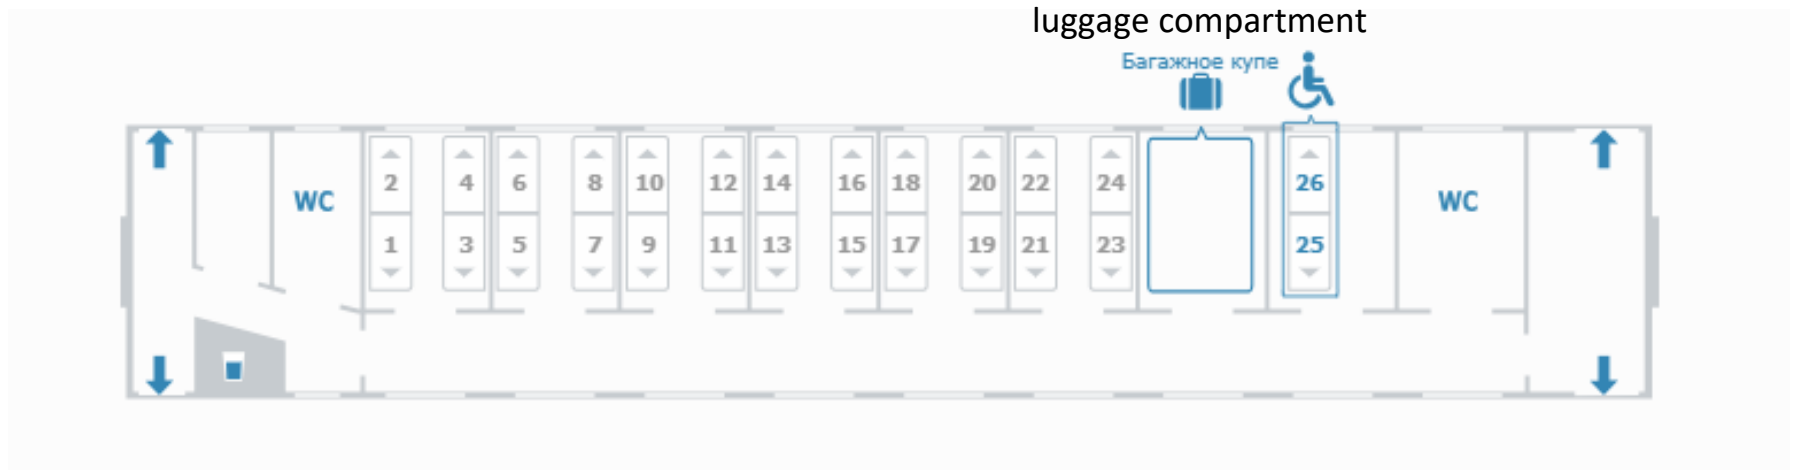 luggage compartment
Багажное купе
WC 2 4 6 8 10 12 14 16 18 20 22 24 26 WC
1 3 5 7 9 11 13 15 17 19 21 23 25